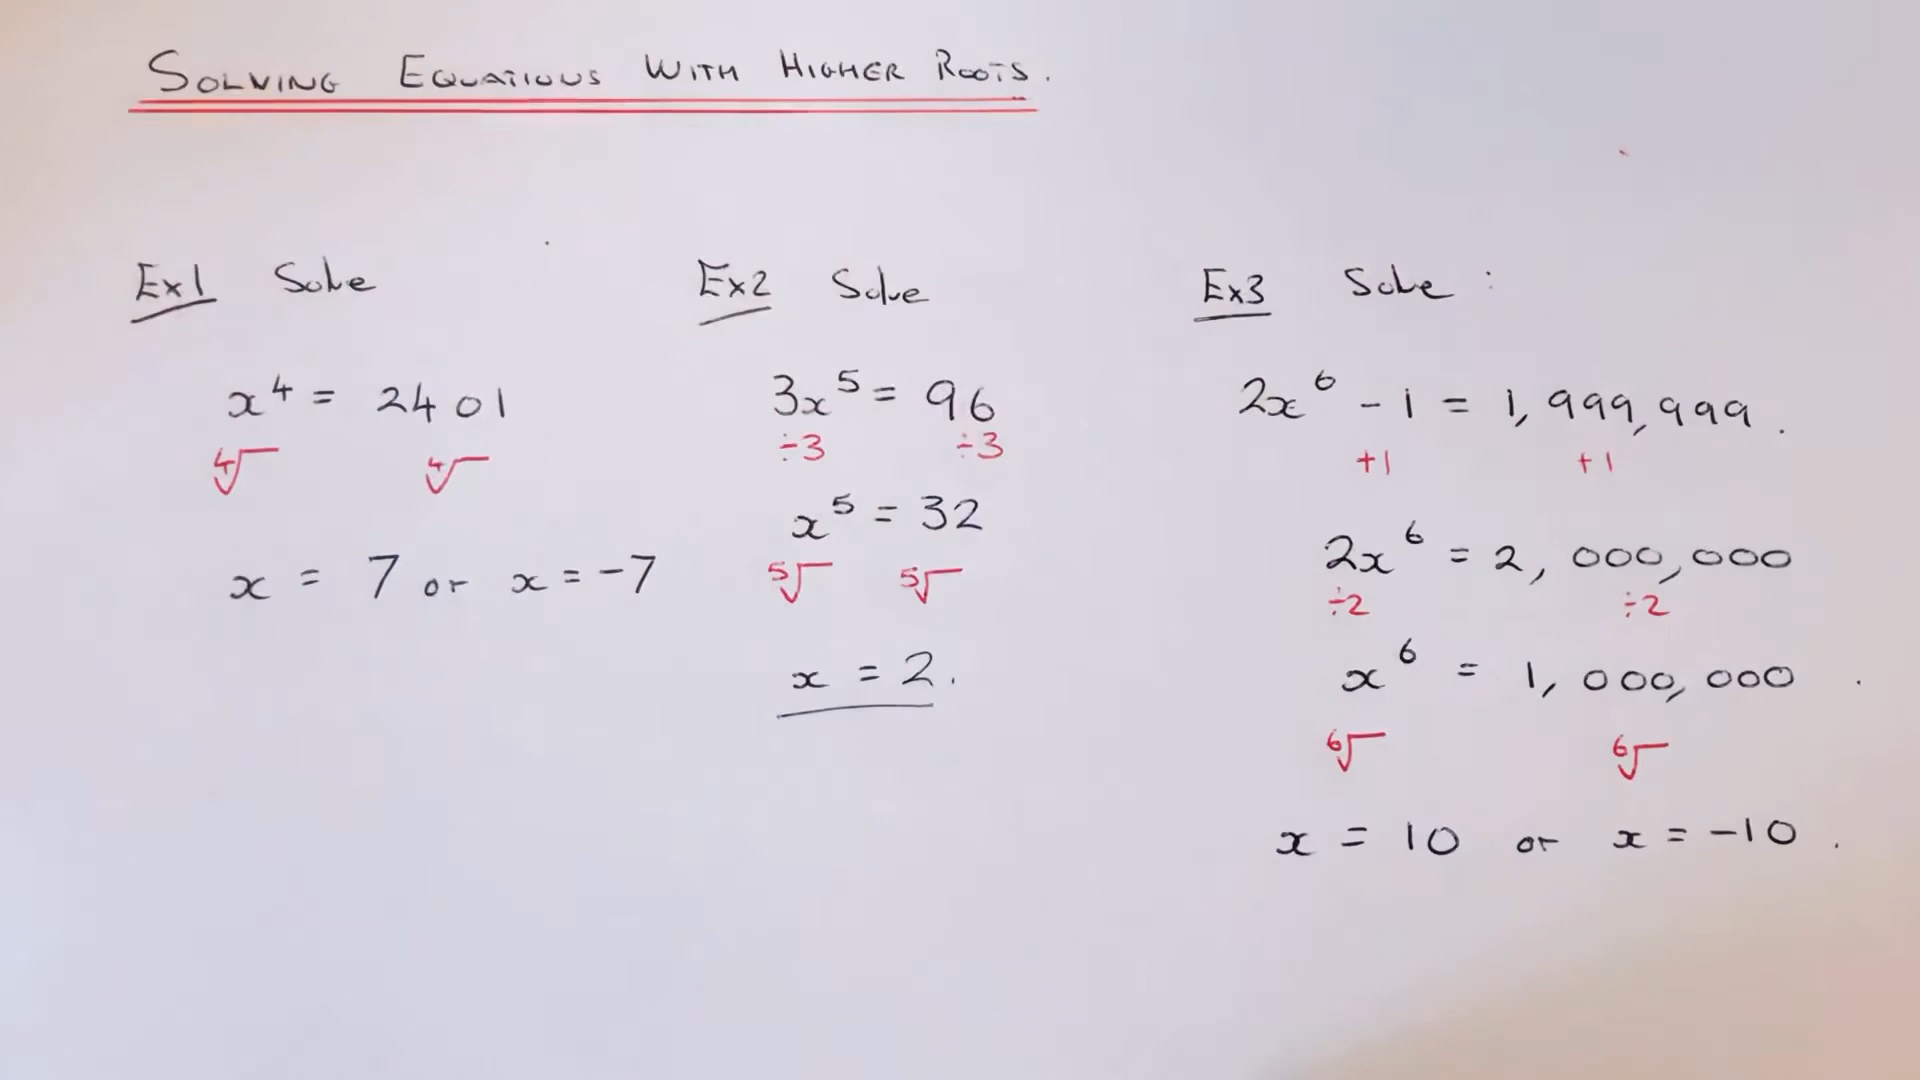 SOLVING EQUATIONS WITH HIGHER ROOTS.
Ex1 Solve
x⁴ = 2401
∜ ∜
x = 7 or x = -7
Ex2 Solve
3x⁵ = 96
÷3 ÷3
x⁵ = 32
⁵√ ⁵√
x = 2.
Ex3 Solve :
2x⁶ - 1 = 1,999,999.
+1 +1
2x⁶ = 2,000,000
÷2 ÷2
x⁶ = 1,000,000.
⁶√ ⁶√
x = 10 or x = -10.